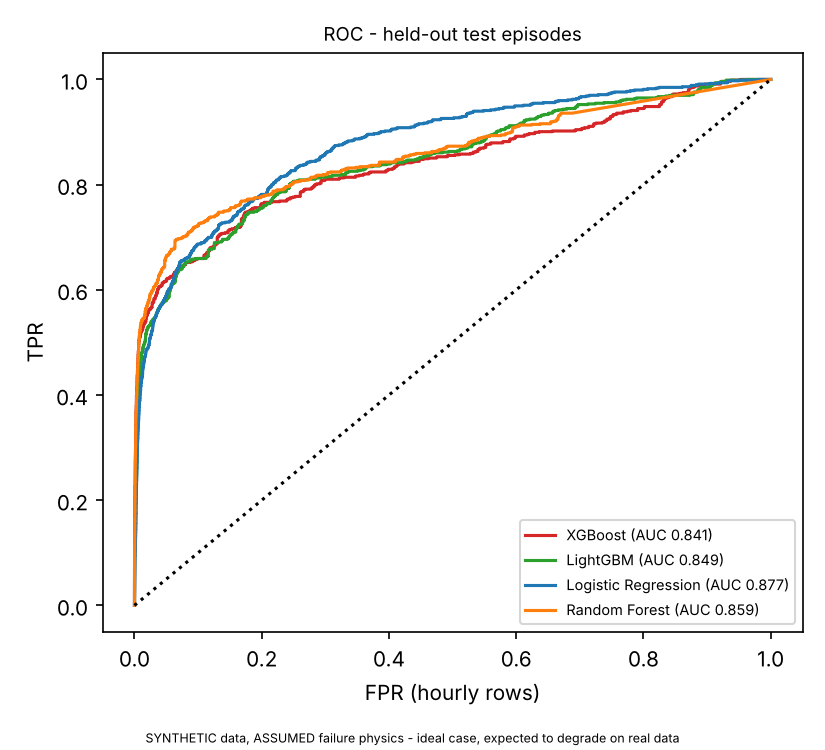 ROC - held-out test episodes
TPR
1.0
0.8
0.6
0.4
0.2
0.0
XGBoost (AUC 0.841)
LightGBM (AUC 0.849)
Logistic Regression (AUC 0.877)
Random Forest (AUC 0.859)
0.0 0.2 0.4 0.6 0.8 1.0
FPR (hourly rows)
SYNTHETIC data, ASSUMED failure physics - ideal case, expected to degrade on real data